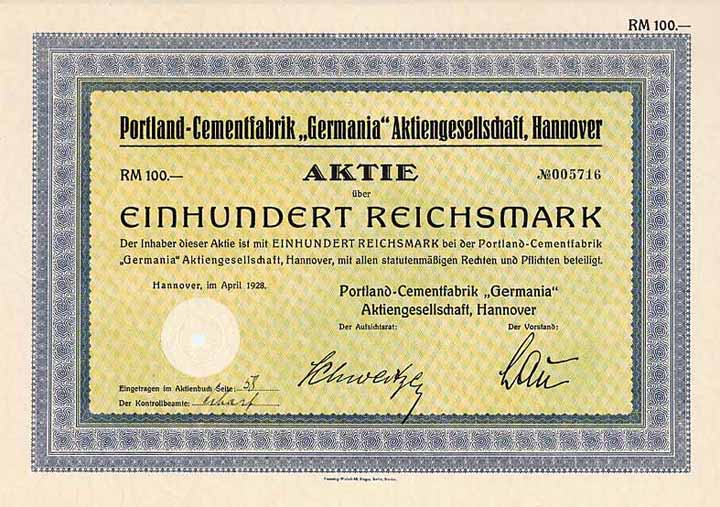 RM 100.—
Portland-Cementfabrik „Germania" Aktiengesellschaft, Hannover
RM 100.— AKTIE №005716
über
EINHUNDERT REICHSMARK
Der Inhaber dieser Aktie ist mit EINHUNDERT REICHSMARK bei der Portland-Cementfabrik
„Germania" Aktiengesellschaft, Hannover, mit allen statutenmäßigen Rechten und Pflichten beteiligt.
Hannover, im April 1928.
Portland-Cementfabrik „Germania"
Aktiengesellschaft, Hannover
Der Aufsichtsrat: Der Vorstand:
Eingetragen im Aktienbuch Seite:
Der Kontrollbeamte: